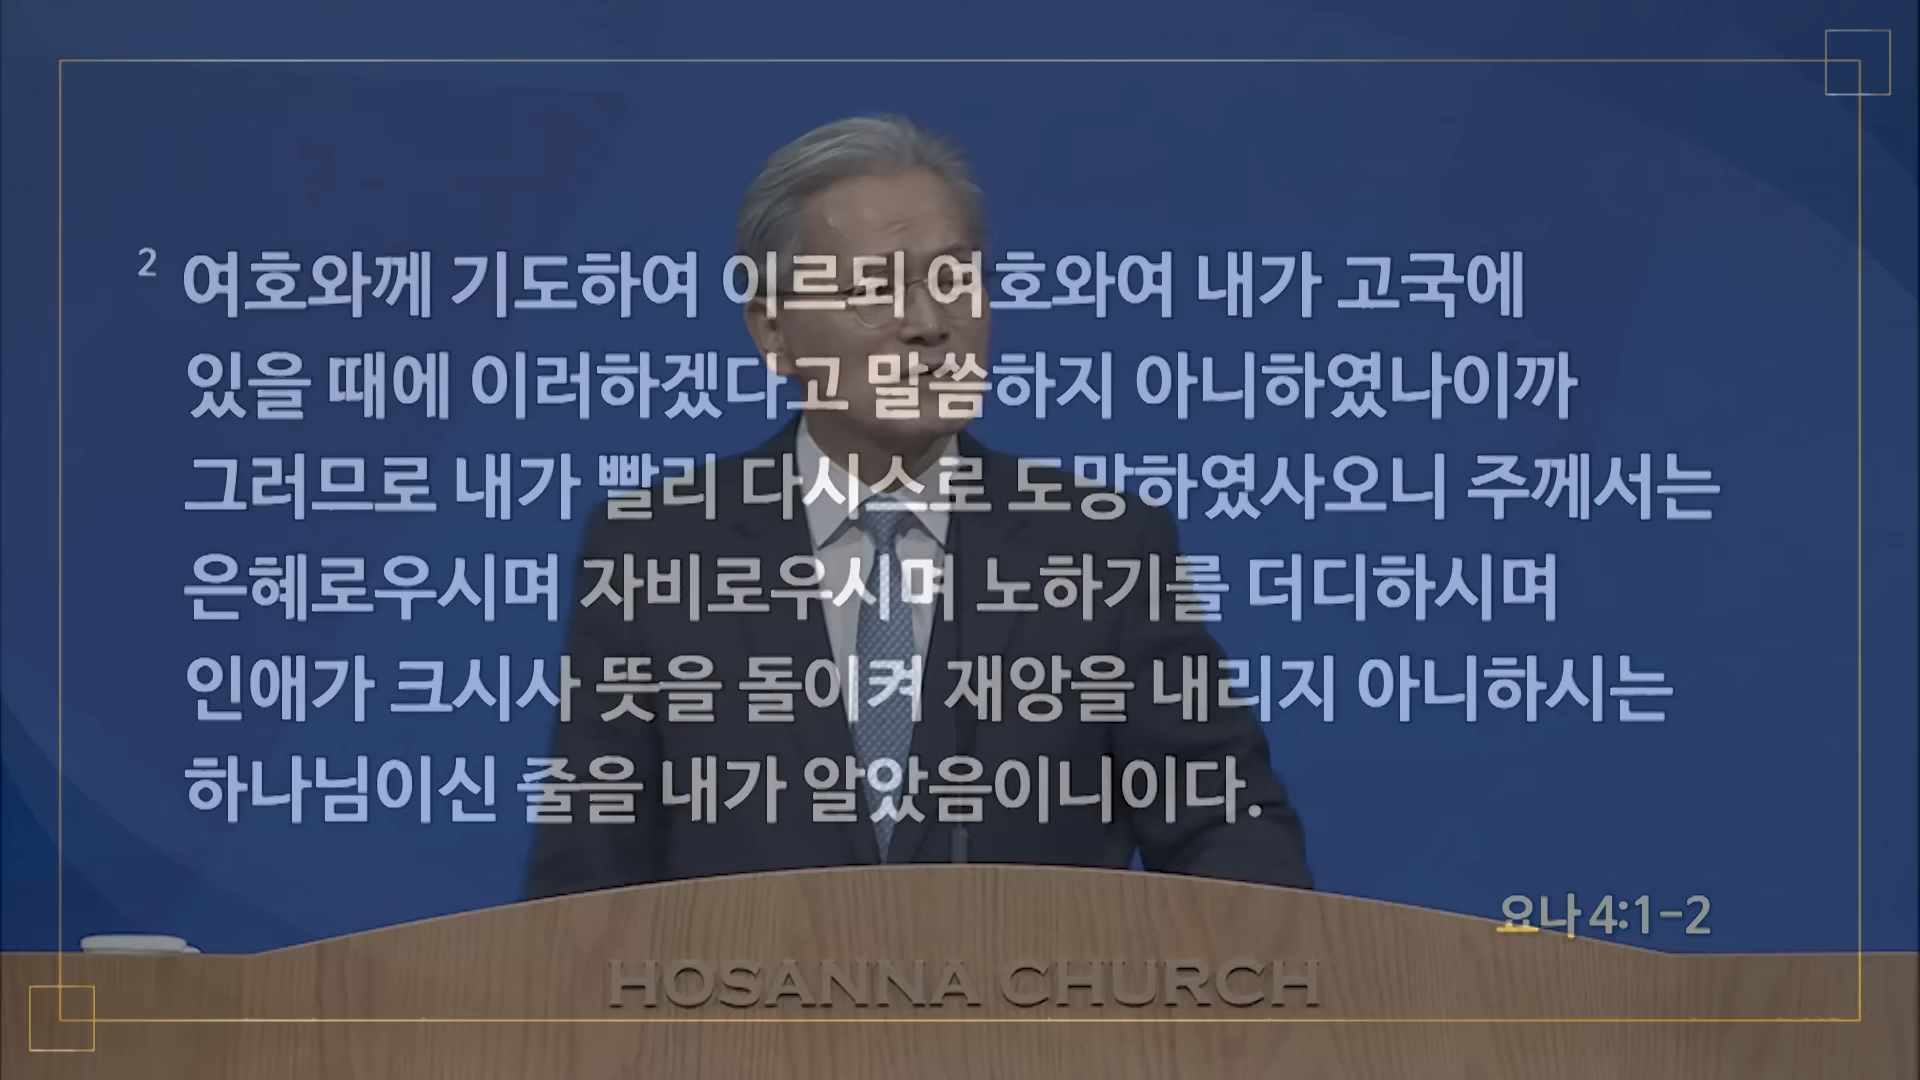 2 여호와께 기도하여 이르되 여호와여 내가 고국에
있을 때에 이러하겠다고 말씀하지 아니하였나이까
그러므로 내가 빨리 다시스로 도망하였사오니 주께서는
은혜로우시며 자비로우시며 노하기를 더디하시며
인애가 크시사 뜻을 돌이켜 재앙을 내리지 아니하시는
하나님이신 줄을 내가 알았음이니이다.
요나 4:1-2
HOSANNA CHURCH